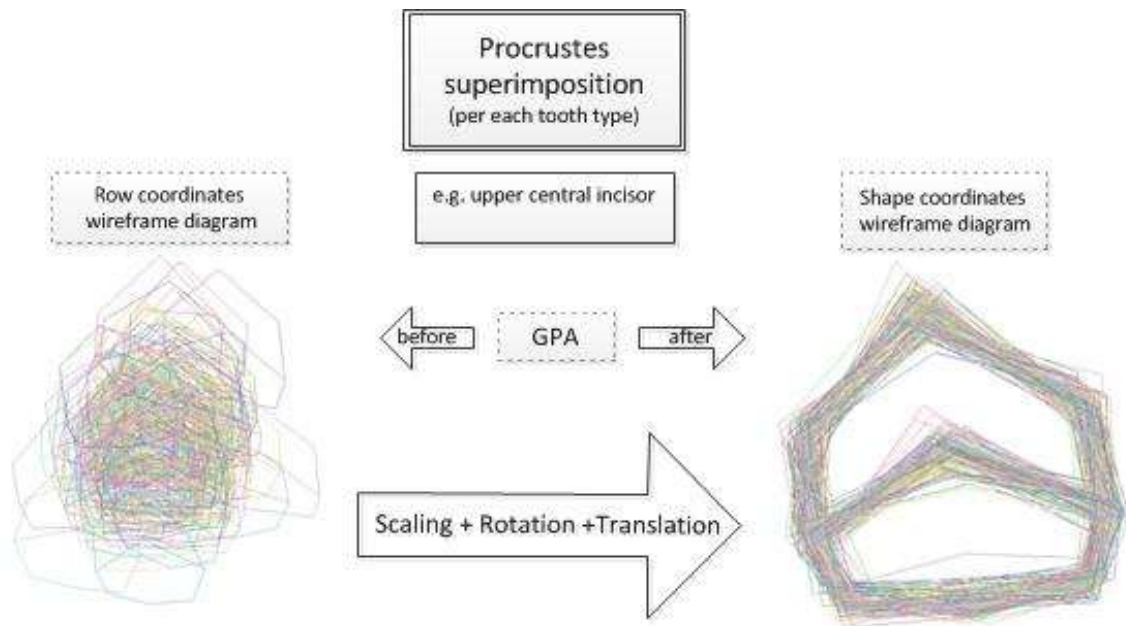 Procrustes
superimposition
(per each tooth type)
Row coordinates
wireframe diagram
e.g. upper central incisor
Shape coordinates
wireframe diagram
before
GPA
after
Scaling + Rotation +Translation